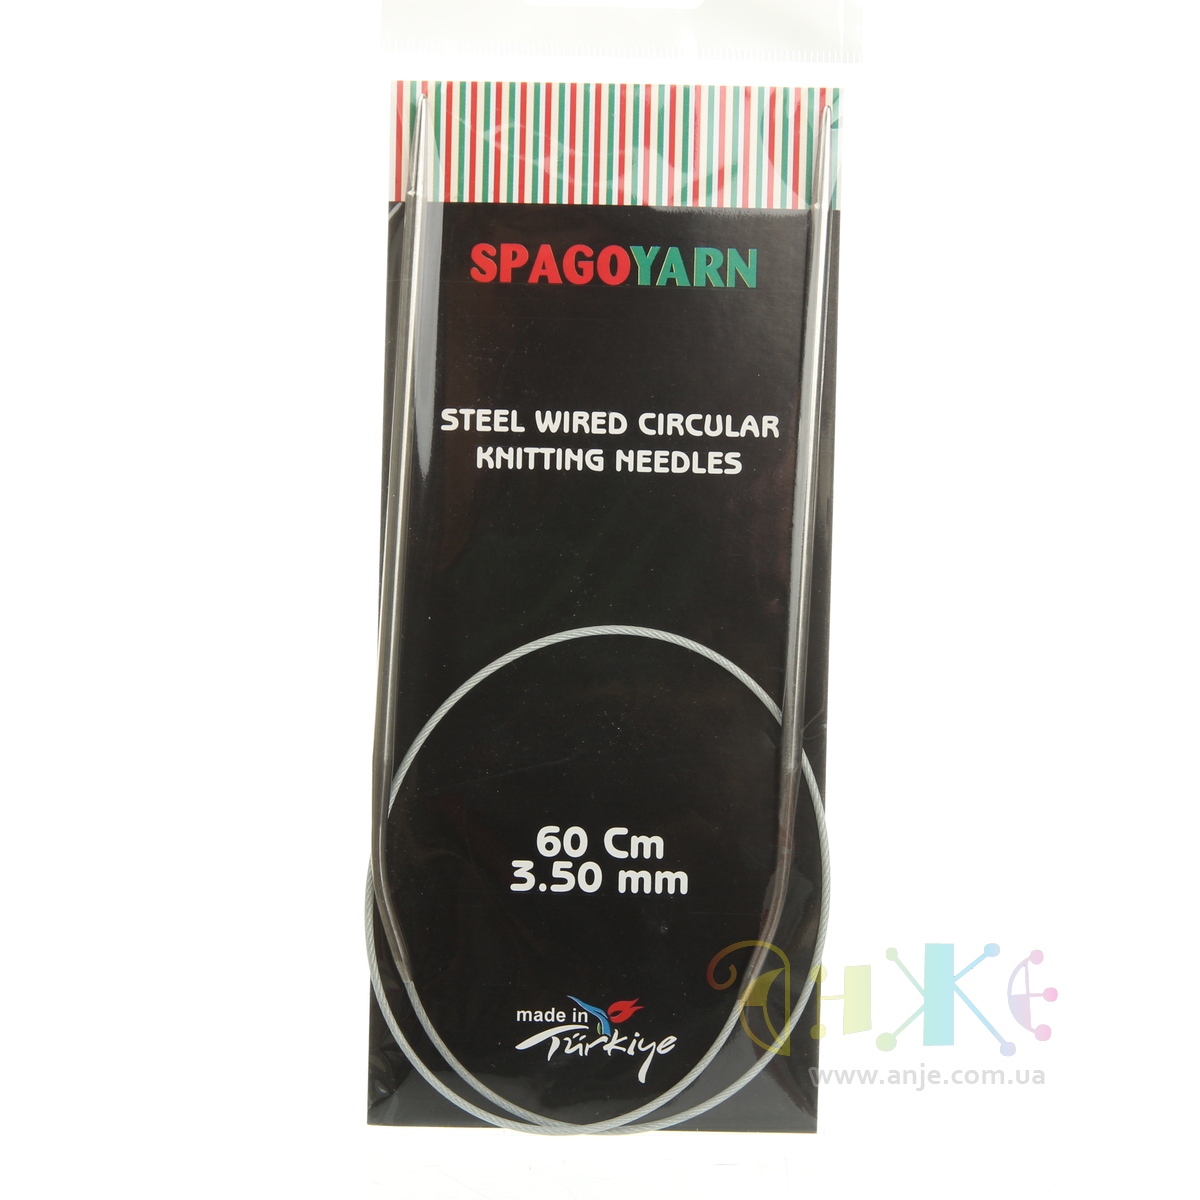 SPAGOYARN
STEEL WIRED CIRCULAR
KNITTING NEEDLES
60 Cm
3.50 mm
made in
Türkiye
анже
www.anje.com.ua